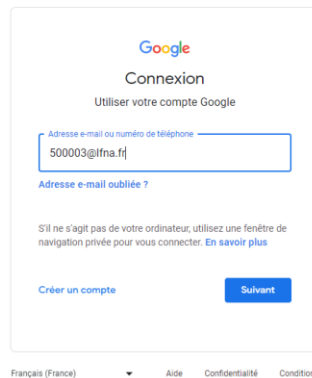 Google
Connexion
Utiliser votre compte Google
Adresse e-mail ou numéro de téléphone
500003@lfna.fr
Adresse e-mail oubliée ?
S'il ne s'agit pas de votre ordinateur, utilisez une fenêtre de
navigation privée pour vous connecter. En savoir plus
Créer un compte Suivant
Français (France) Aide Confidentialité Condition